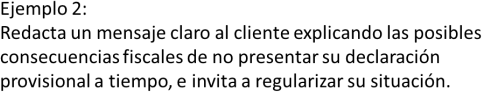 Ejemplo 2:
Redacta un mensaje claro al cliente explicando las posibles
consecuencias fiscales de no presentar su declaración
provisional a tiempo, e invita a regularizar su situación.